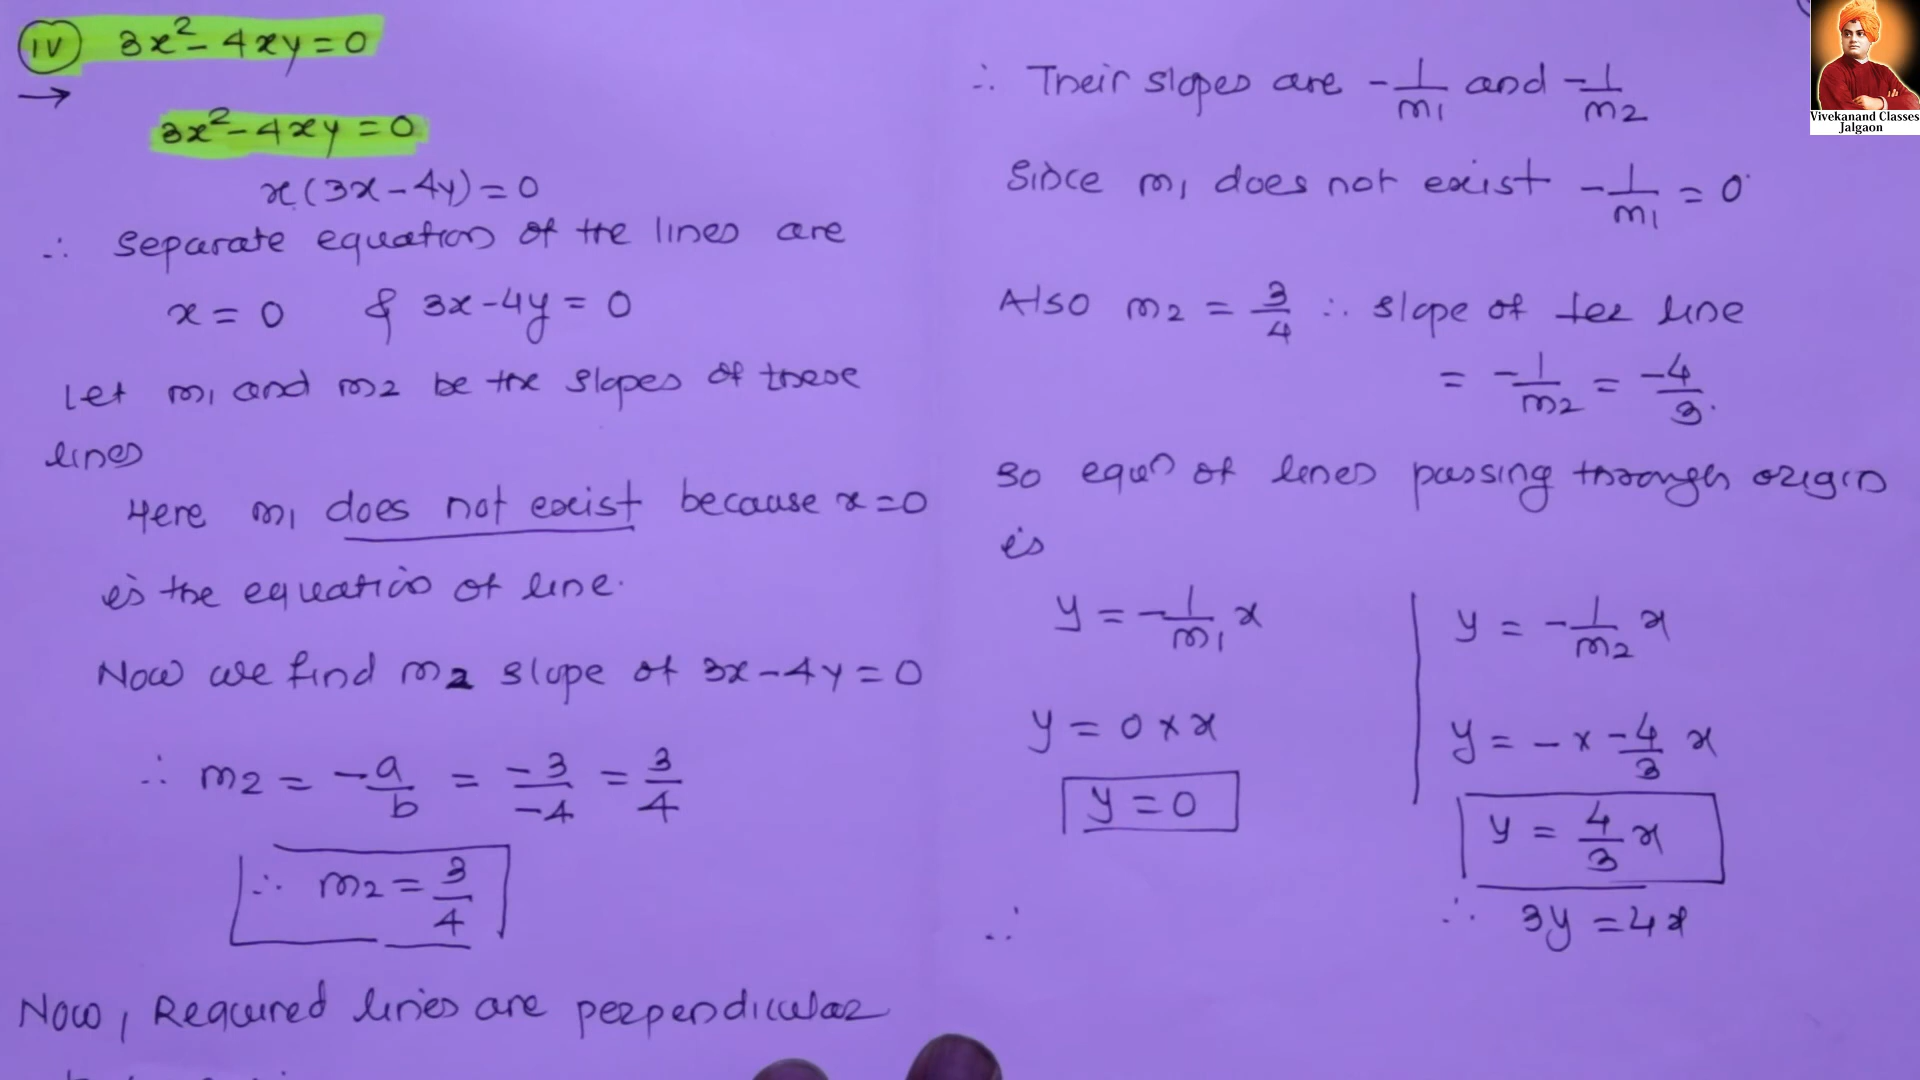 iv 3x² - 4xy = 0
→
3x² - 4xy = 0
x(3x - 4y) = 0
∴ Separate equation of the lines are
x = 0 & 3x - 4y = 0
Let m1 and m2 be the slopes of these
lines
Here m1 does not exist because x = 0
is the equation of line.
Now we find m2 slope of 3x - 4y = 0
∴ m2 = -a/b = -3/-4 = 3/4
∴ m2 = 3/4
Now, Required lines are perpendicular
∴ Their slopes are -1/m1 and -1/m2
Since m1 does not exist -1/m1 = 0
Also m2 = 3/4 ∴ slope of line
= -1/m2 = -4/3.
So equn of lines passing through origin
is
y = -1/m1 x
y = 0 × x
y = 0
∴
y = -1/m2 x
y = - × -4/3 x
y = 4/3 x
∴ 3y = 4x
Vivekanand Classes
Jalgaon